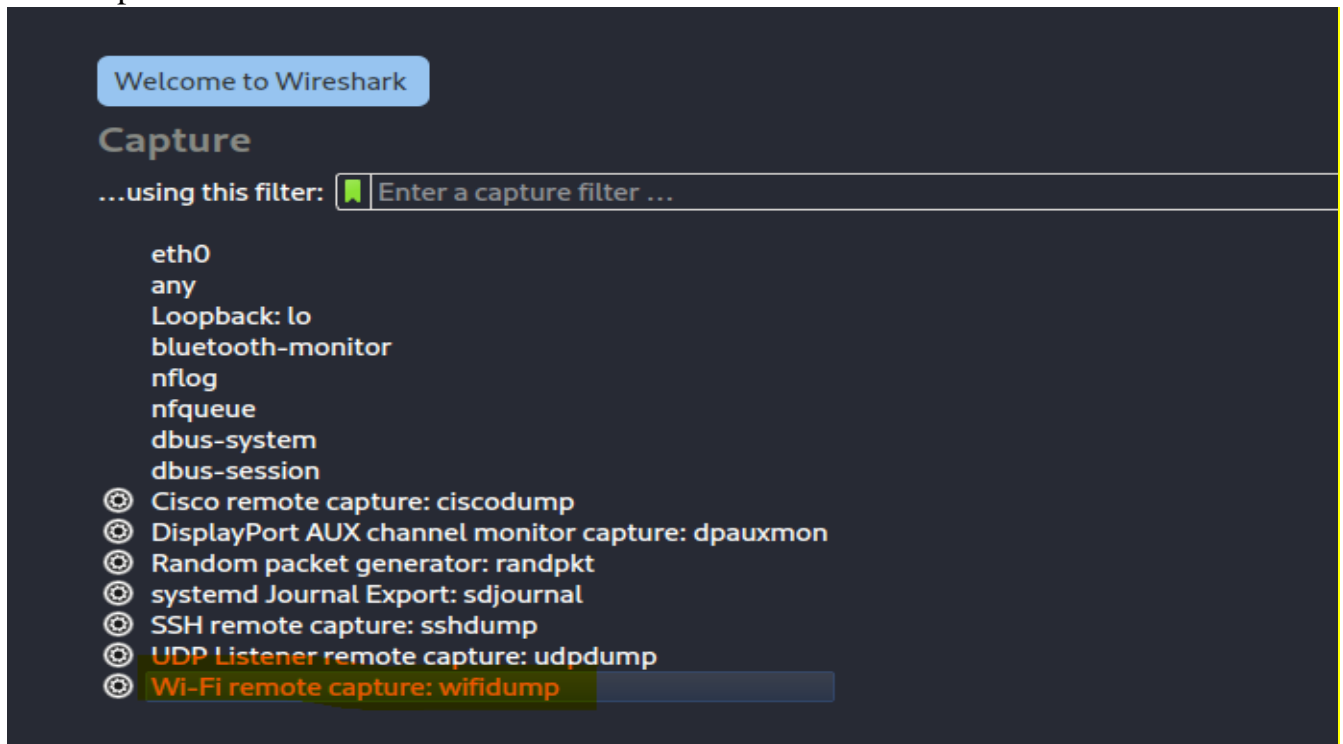 Welcome to Wireshark
Capture
...using this filter: Enter a capture filter ...
eth0
any
Loopback: lo
bluetooth-monitor
nflog
nfqueue
dbus-system
dbus-session
Cisco remote capture: ciscodump
DisplayPort AUX channel monitor capture: dpauxmon
Random packet generator: randpkt
systemd Journal Export: sdjournal
SSH remote capture: sshdump
UDP Listener remote capture: udpdump
Wi-Fi remote capture: wifidump